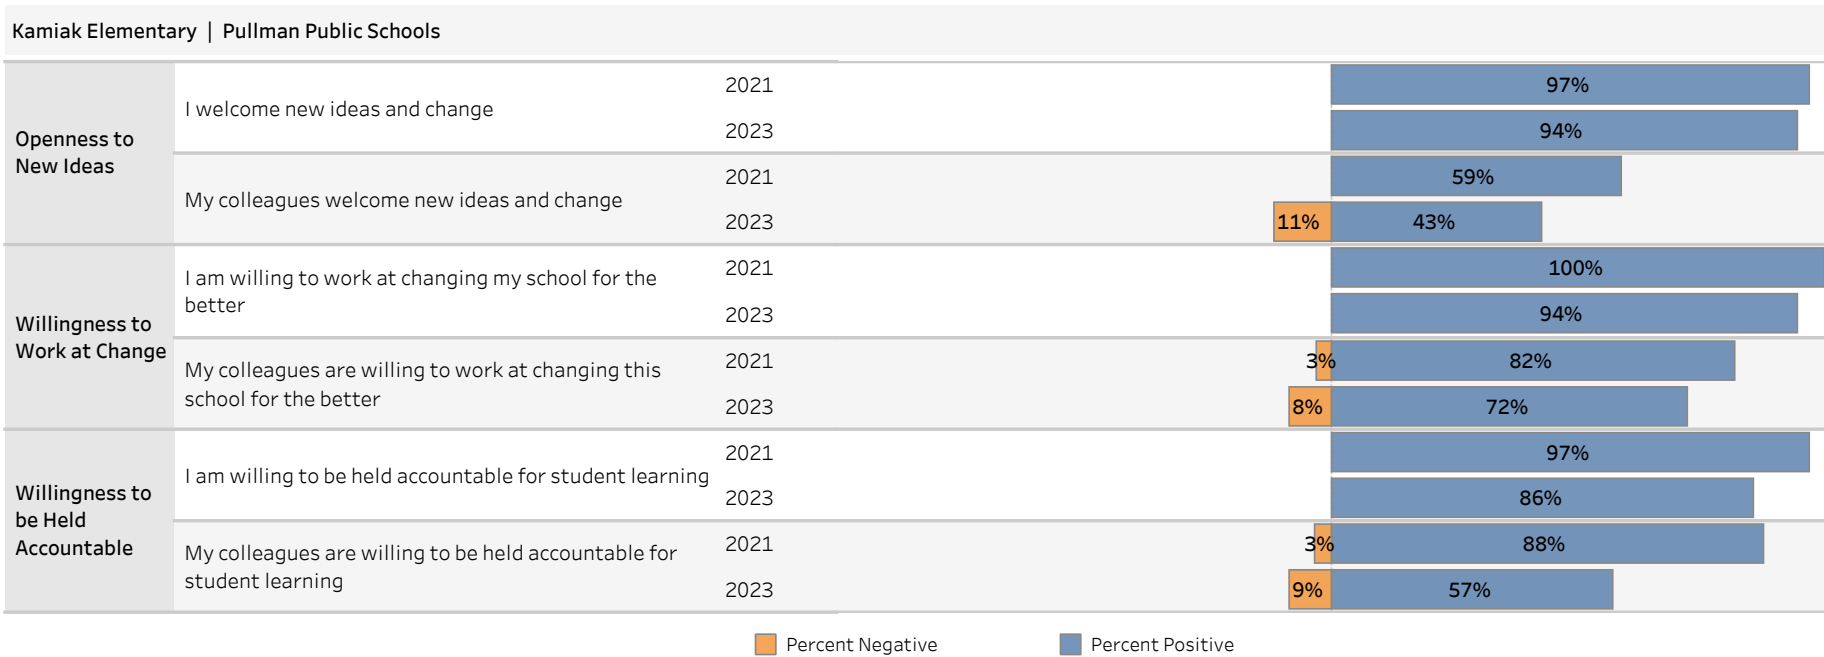 Kamiak Elementary | Pullman Public Schools
Openness to
New Ideas
I welcome new ideas and change
2021
97%
2023
94%
My colleagues welcome new ideas and change
2021
59%
2023
11%
43%
Willingness to
Work at Change
I am willing to work at changing my school for the
better
2021
100%
2023
94%
My colleagues are willing to work at changing this
school for the better
2021
3%
82%
2023
8%
72%
Willingness to
be Held
Accountable
I am willing to be held accountable for student learning
2021
97%
2023
86%
My colleagues are willing to be held accountable for
student learning
2021
3%
88%
2023
9%
57%
Percent Negative
Percent Positive